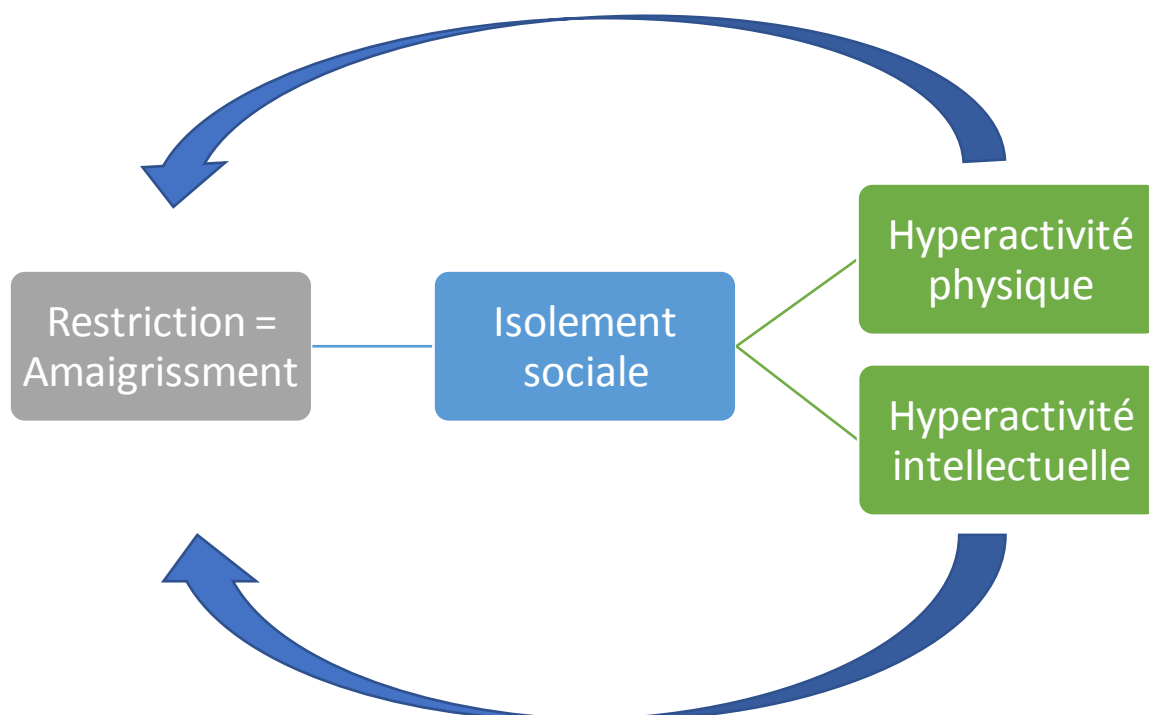 Restriction =
Amaigrissment
Isolement
sociale
Hyperactivité
physique
Hyperactivité
intellectuelle